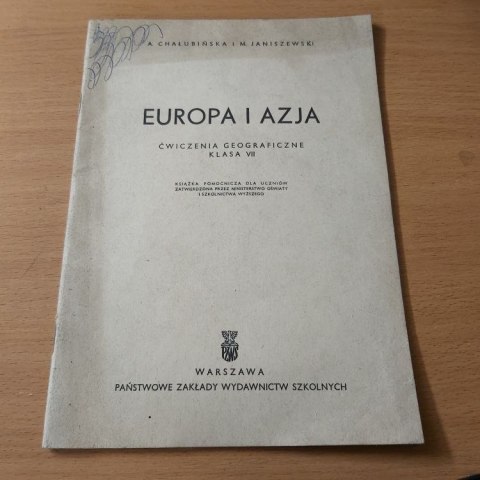 A. CHAŁUBIŃSKA I M. JANISZEWSKI
EUROPA I AZJA
ĆWICZENIA GEOGRAFICZNE
KLASA VII
KSIĄŻKA POMOCNICZA DLA UCZNIÓW
ZATWIERDZONA PRZEZ MINISTERSTWO OŚWIATY
I SZKOLNICTWA WYŻSZEGO
PZWS
WARSZAWA
PAŃSTWOWE ZAKŁADY WYDAWNICTW SZKOLNYCH